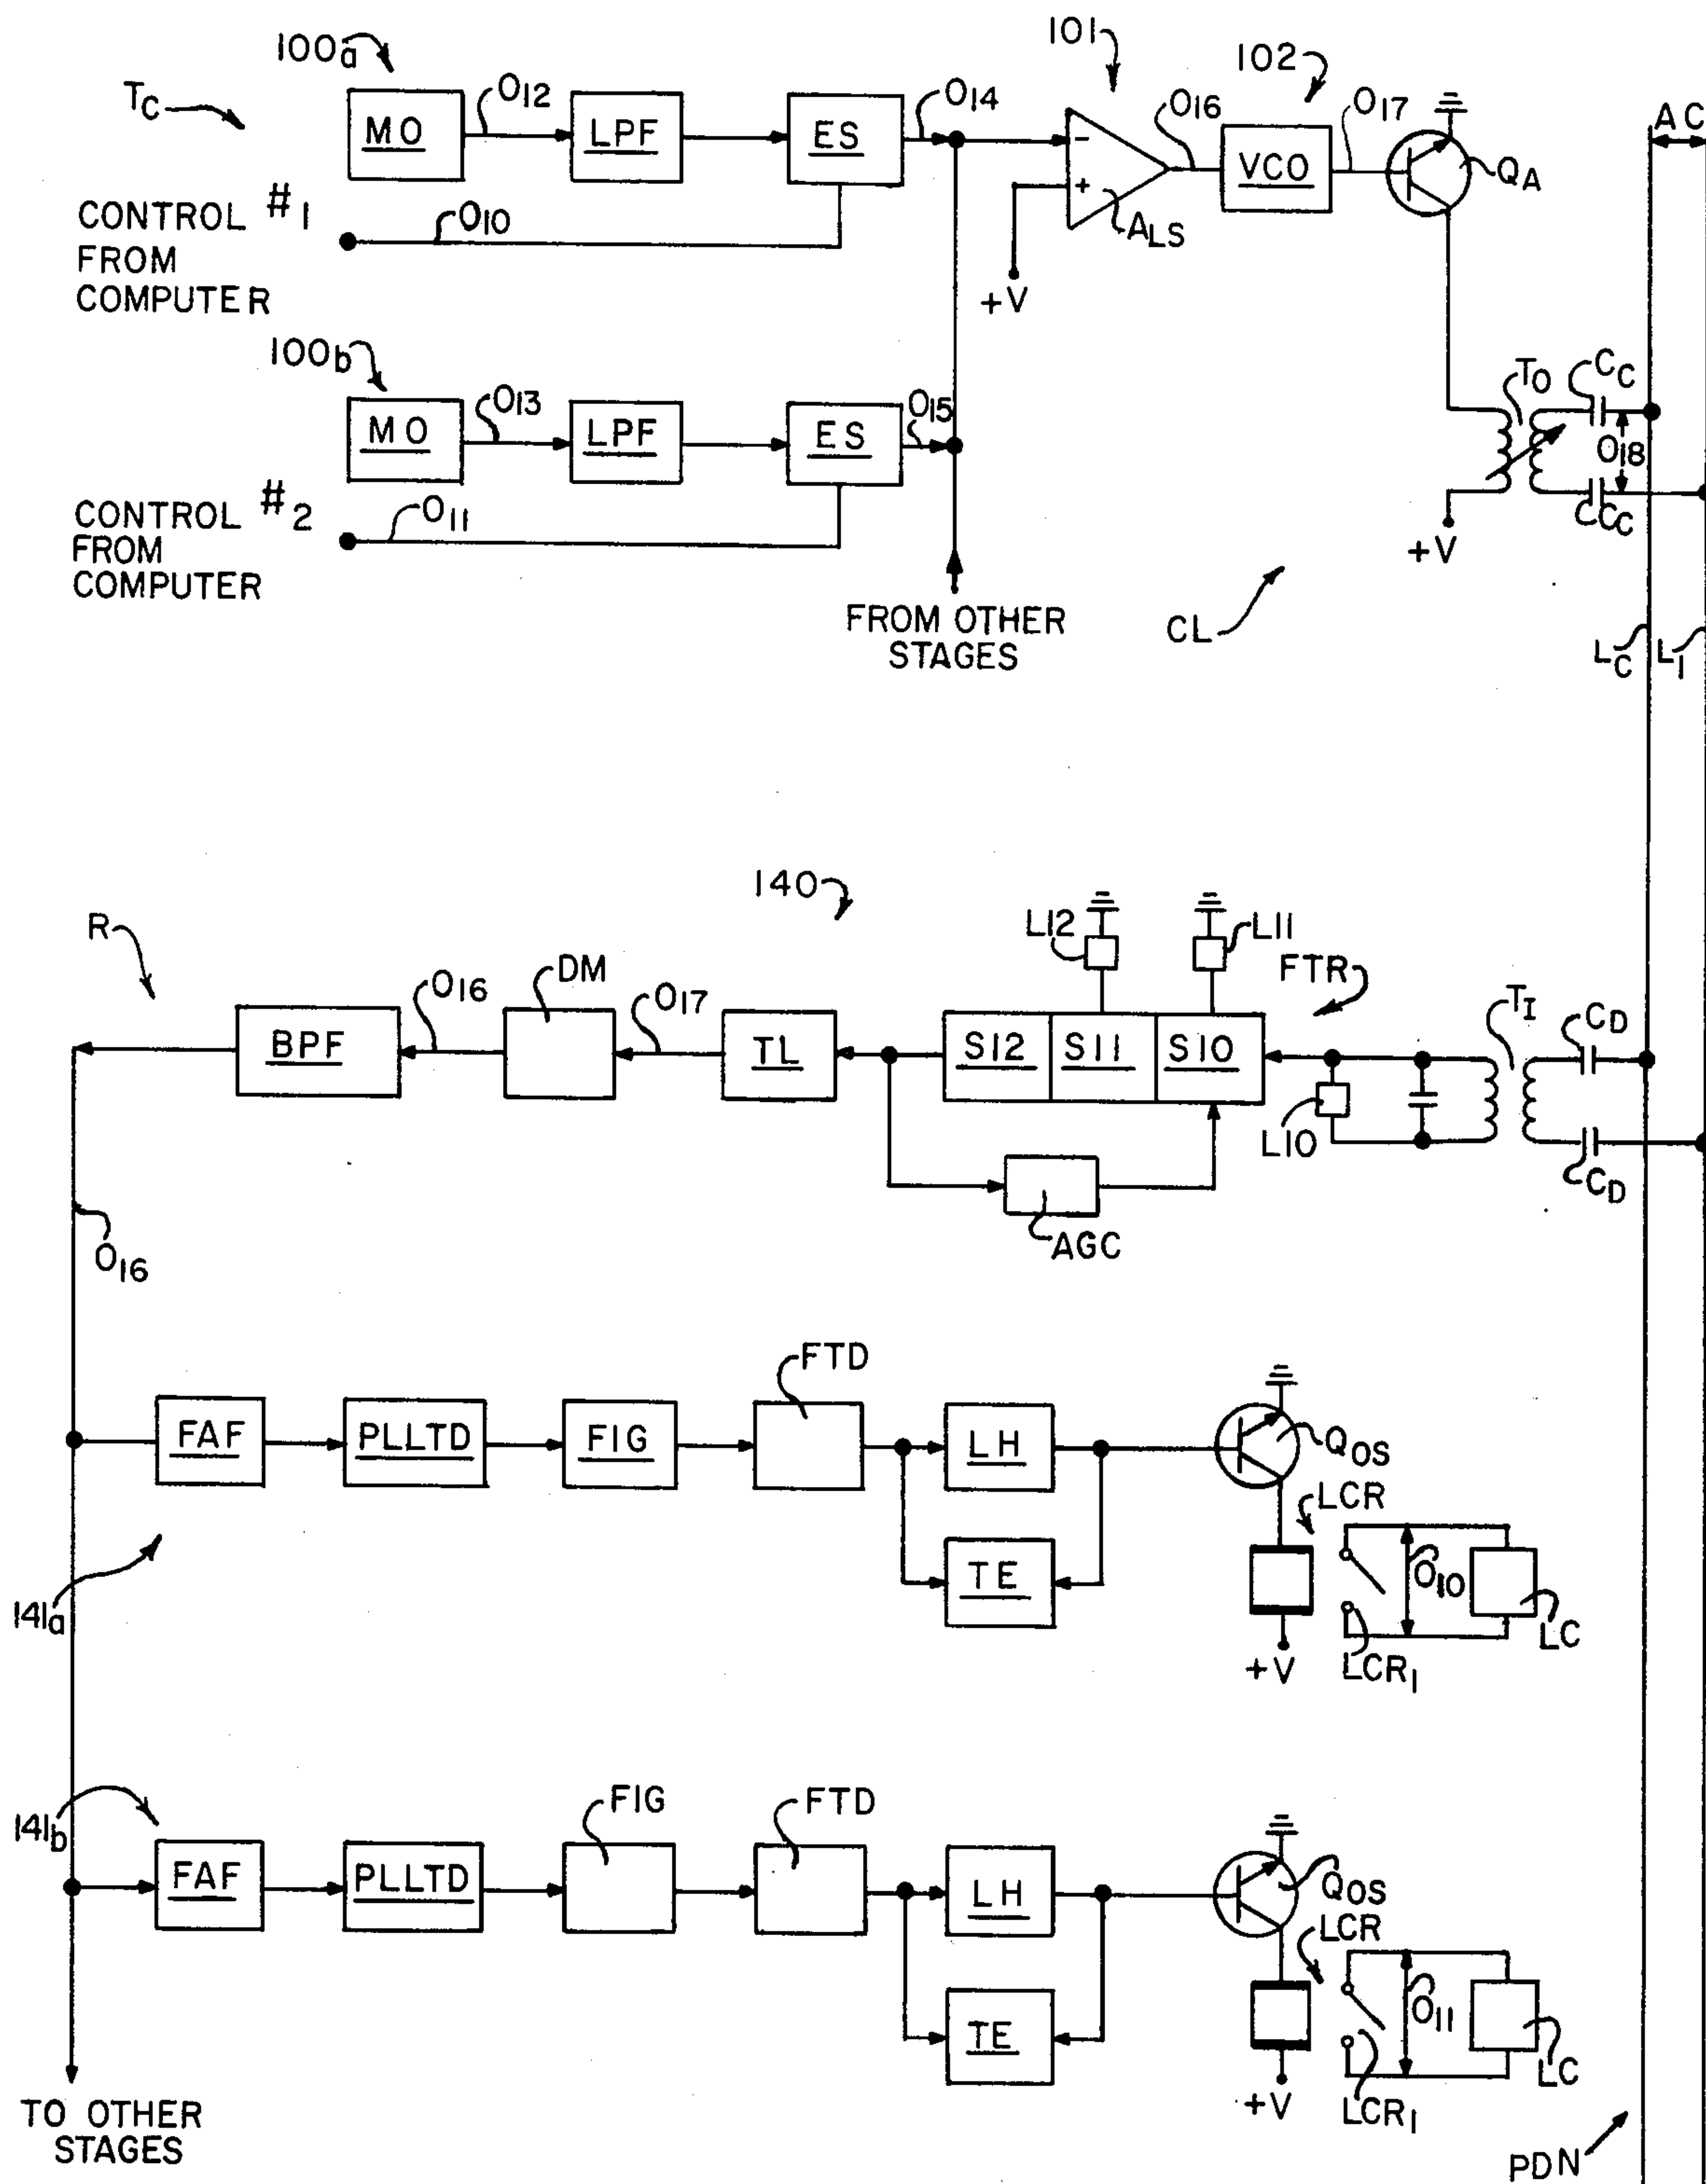 100a
T_C
MO
O12
LPF
ES
O14
101
ALS
-
+
+V
O16
102
VCO
O17
QA
AC
CONTROL #1
FROM
COMPUTER
O10
100b
MO
O13
LPF
ES
O15
CONTROL #2
FROM
COMPUTER
O11
FROM OTHER
STAGES
TO
CC
O18
CC
+V
CL
LC
L1
140
R
BPF
O16
DM
O17
TL
S12
S11
S10
L12
L11
FTR
L10
TI
CD
CD
AGC
O16
FAF
PLLTD
FIG
FTD
LH
TE
QOS
LCR
+V
LCR1
O10
LC
141a
141b
FAF
PLLTD
FIG
FTD
LH
TE
QOS
LCR
+V
LCR1
O11
LC
TO OTHER
STAGES
PDN